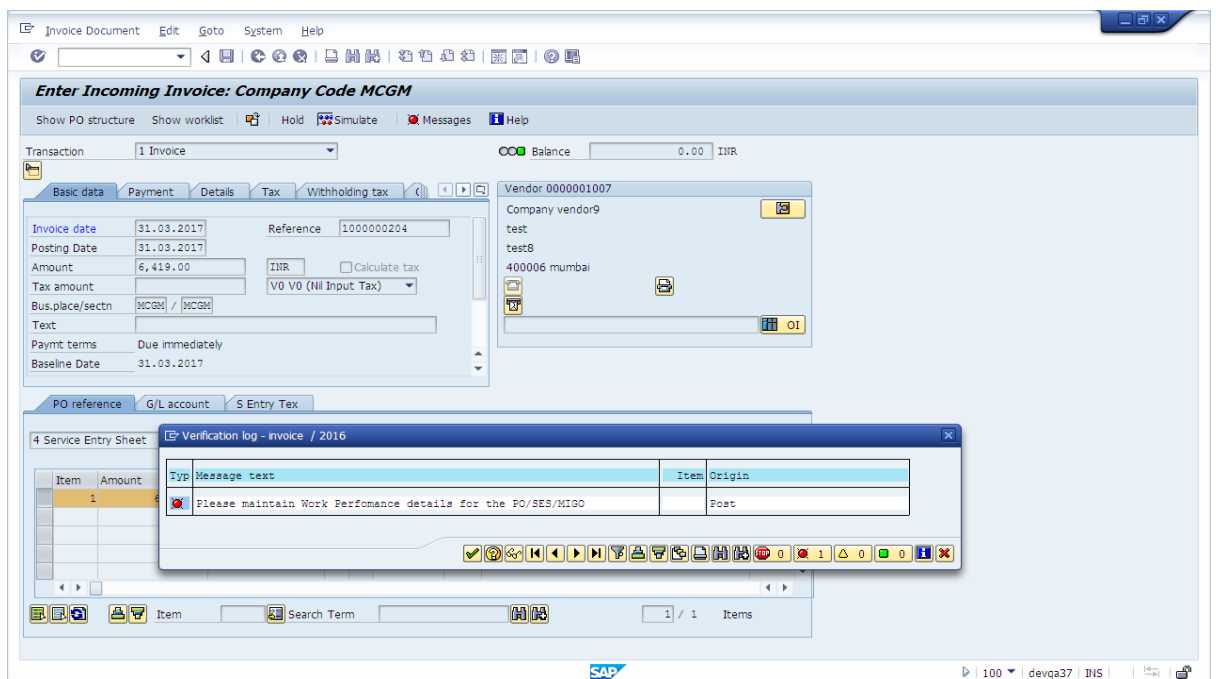 Invoice Document Edit Goto System Help
Enter Incoming Invoice: Company Code MCGM
Show PO structure Show worklist Hold Simulate Messages Help
Transaction 1 Invoice Balance 0.00 INR
Basic data Payment Details Tax Withholding tax
Vendor 0000001007
Company vendor9
Invoice date 31.03.2017 Reference 1000000204
test
Posting Date 31.03.2017
test8
Amount 6,419.00 INR Calculate tax
400006 mumbai
Tax amount V0 V0 (Nil Input Tax)
Bus.place/sectn MCGM / MCGM
Text
OI
Paymt terms Due immediately
Baseline Date 31.03.2017
PO reference G/L account S Entry Tex
4 Service Entry Sheet
Verification log - invoice / 2016
Typ Message text Item Origin
Please maintain Work Perfomance details for the PO/SES/MIGO Post
STOP 0 1 0 0
Item Amount
1 6
Item Search Term 1 / 1 Items
SAP
100 devqa37 INS